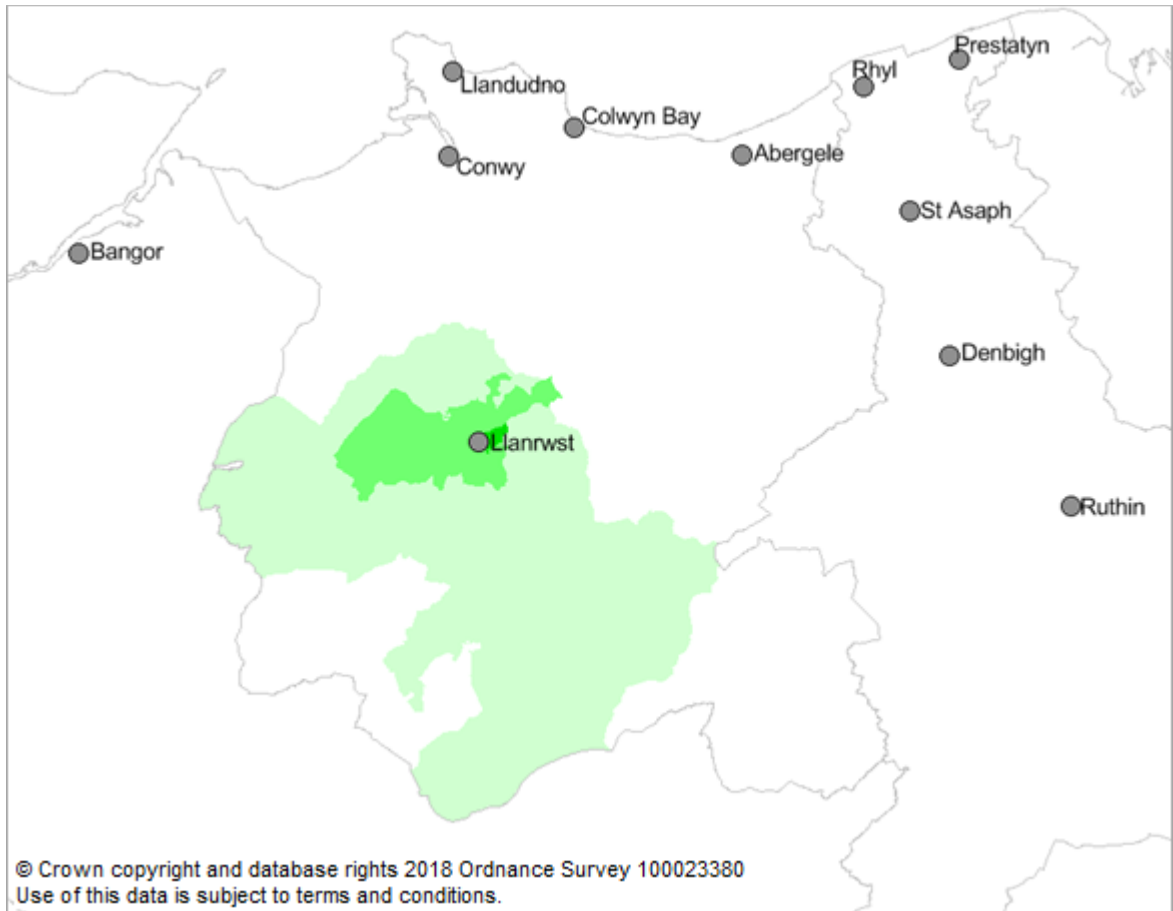 Prestatyn
Rhyl
Llandudno
Colwyn Bay
Abergele
Conwy
St Asaph
Bangor
Denbigh
Llanrwst
Ruthin
© Crown copyright and database rights 2018 Ordnance Survey 100023380
Use of this data is subject to terms and conditions.